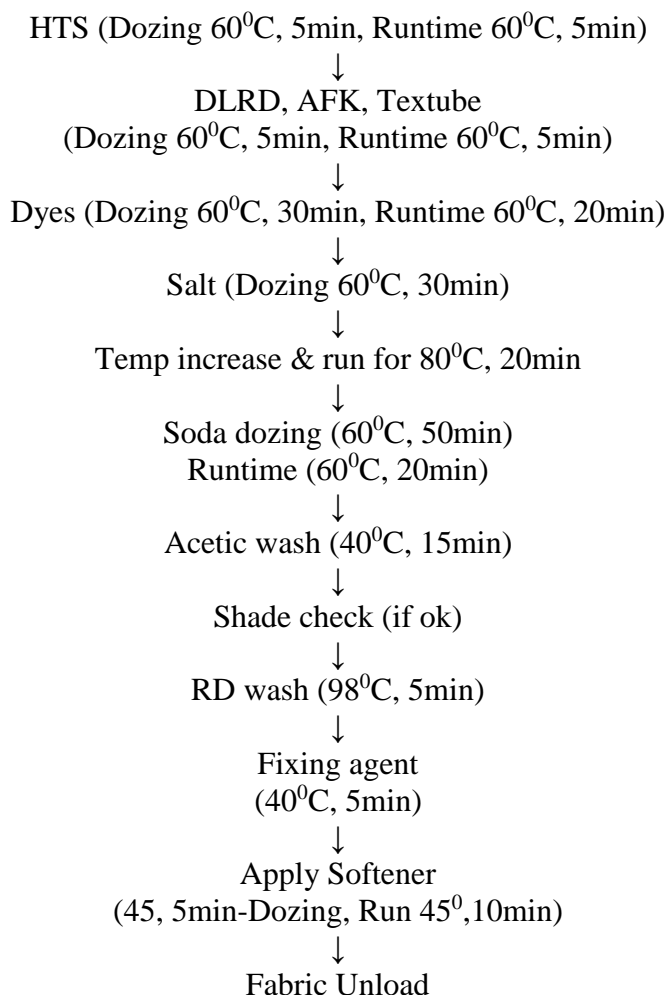 HTS (Dozing 60⁰C, 5min, Runtime 60⁰C, 5min)
↓
DLRD, AFK, Textube
(Dozing 60⁰C, 5min, Runtime 60⁰C, 5min)
↓
Dyes (Dozing 60⁰C, 30min, Runtime 60⁰C, 20min)
↓
Salt (Dozing 60⁰C, 30min)
↓
Temp increase & run for 80⁰C, 20min
↓
Soda dozing (60⁰C, 50min)
Runtime (60⁰C, 20min)
↓
Acetic wash (40⁰C, 15min)
↓
Shade check (if ok)
↓
RD wash (98⁰C, 5min)
↓
Fixing agent
(40⁰C, 5min)
↓
Apply Softener
(45, 5min-Dozing, Run 45⁰,10min)
↓
Fabric Unload